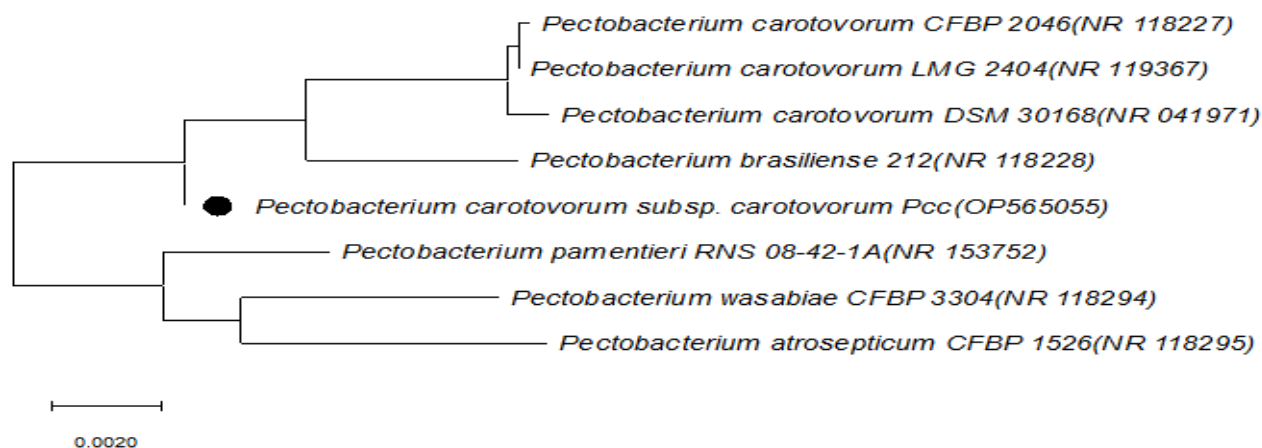 Pectobacterium carotovorum CFBP 2046(NR 118227)
Pectobacterium carotovorum LMG 2404(NR 119367)
Pectobacterium carotovorum DSM 30168(NR 041971)
Pectobacterium brasiliense 212(NR 118228)
Pectobacterium carotovorum subsp. carotovorum Pcc(OP565055)
Pectobacterium pamentieri RNS 08-42-1A(NR 153752)
Pectobacterium wasabiae CFBP 3304(NR 118294)
Pectobacterium atrosepticum CFBP 1526(NR 118295)
0.0020